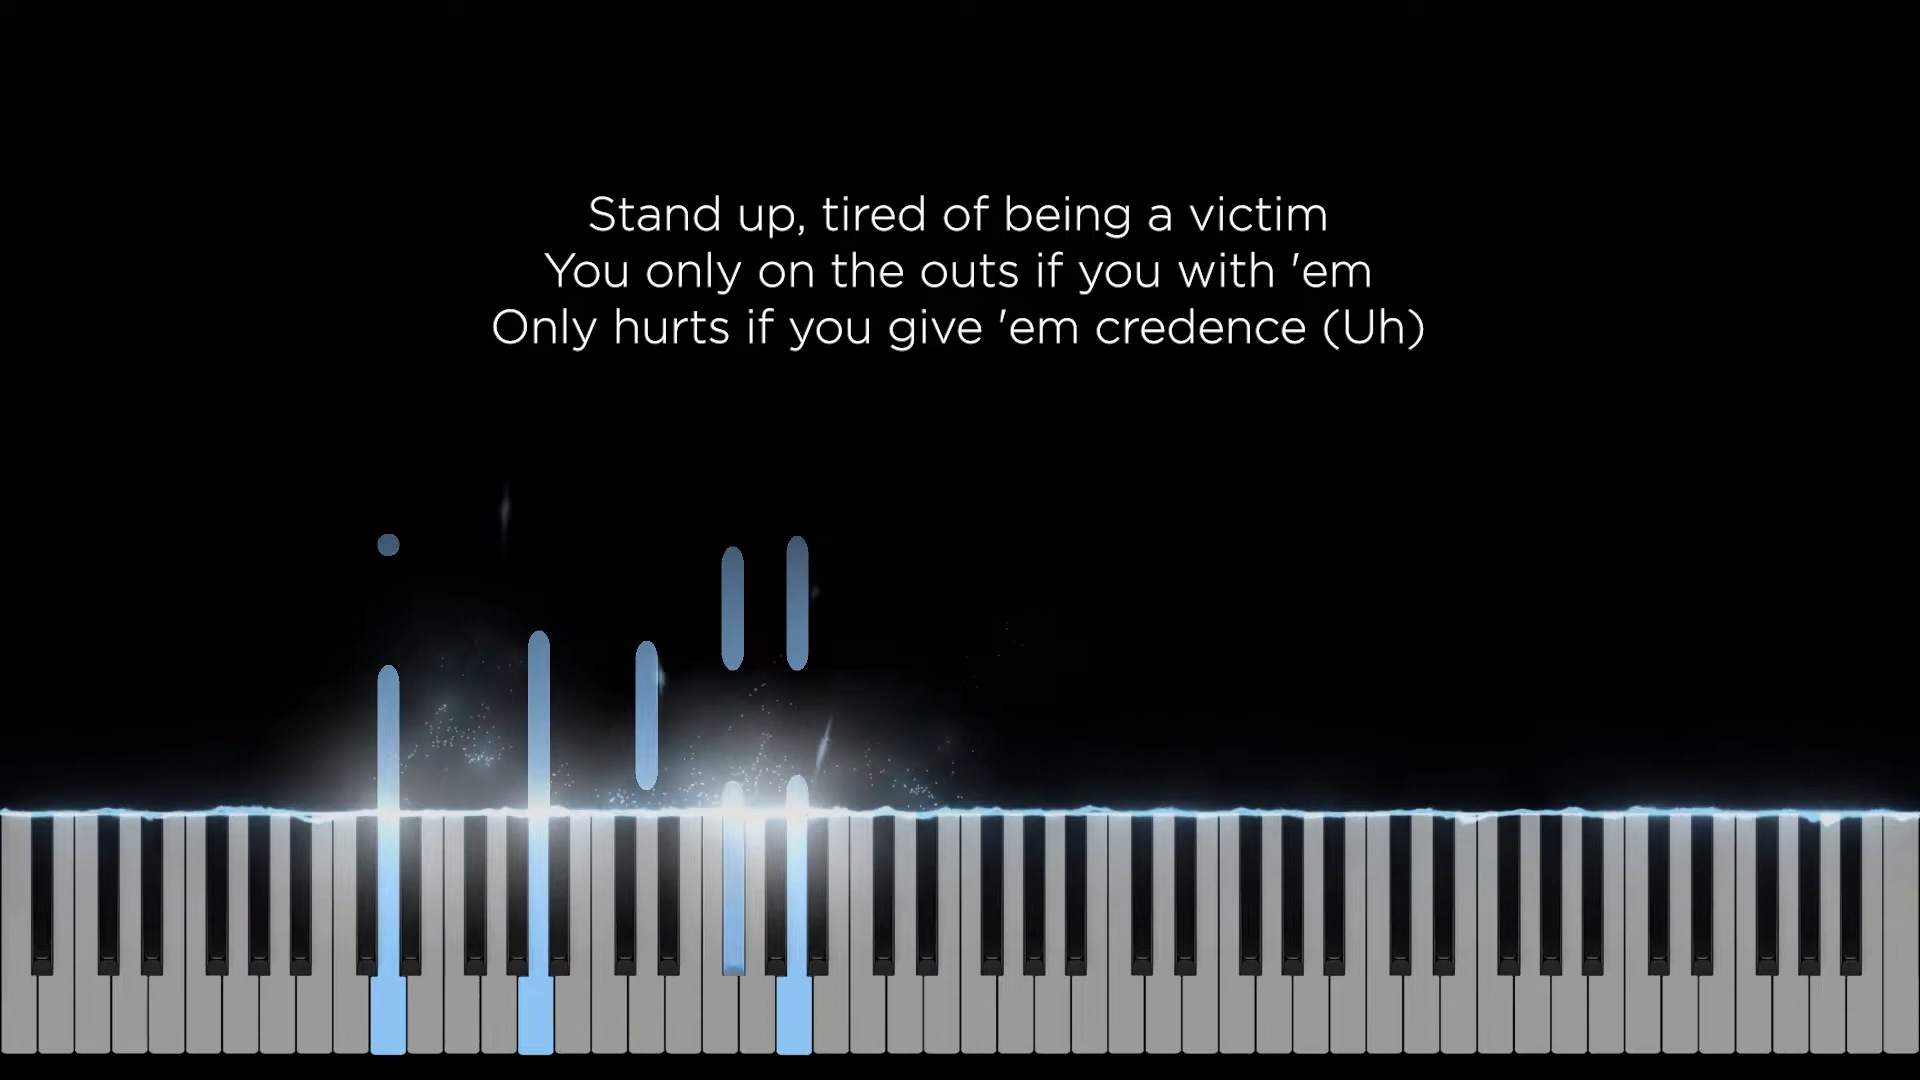 Stand up, tired of being a victim
You only on the outs if you with 'em
Only hurts if you give 'em credence (Uh)